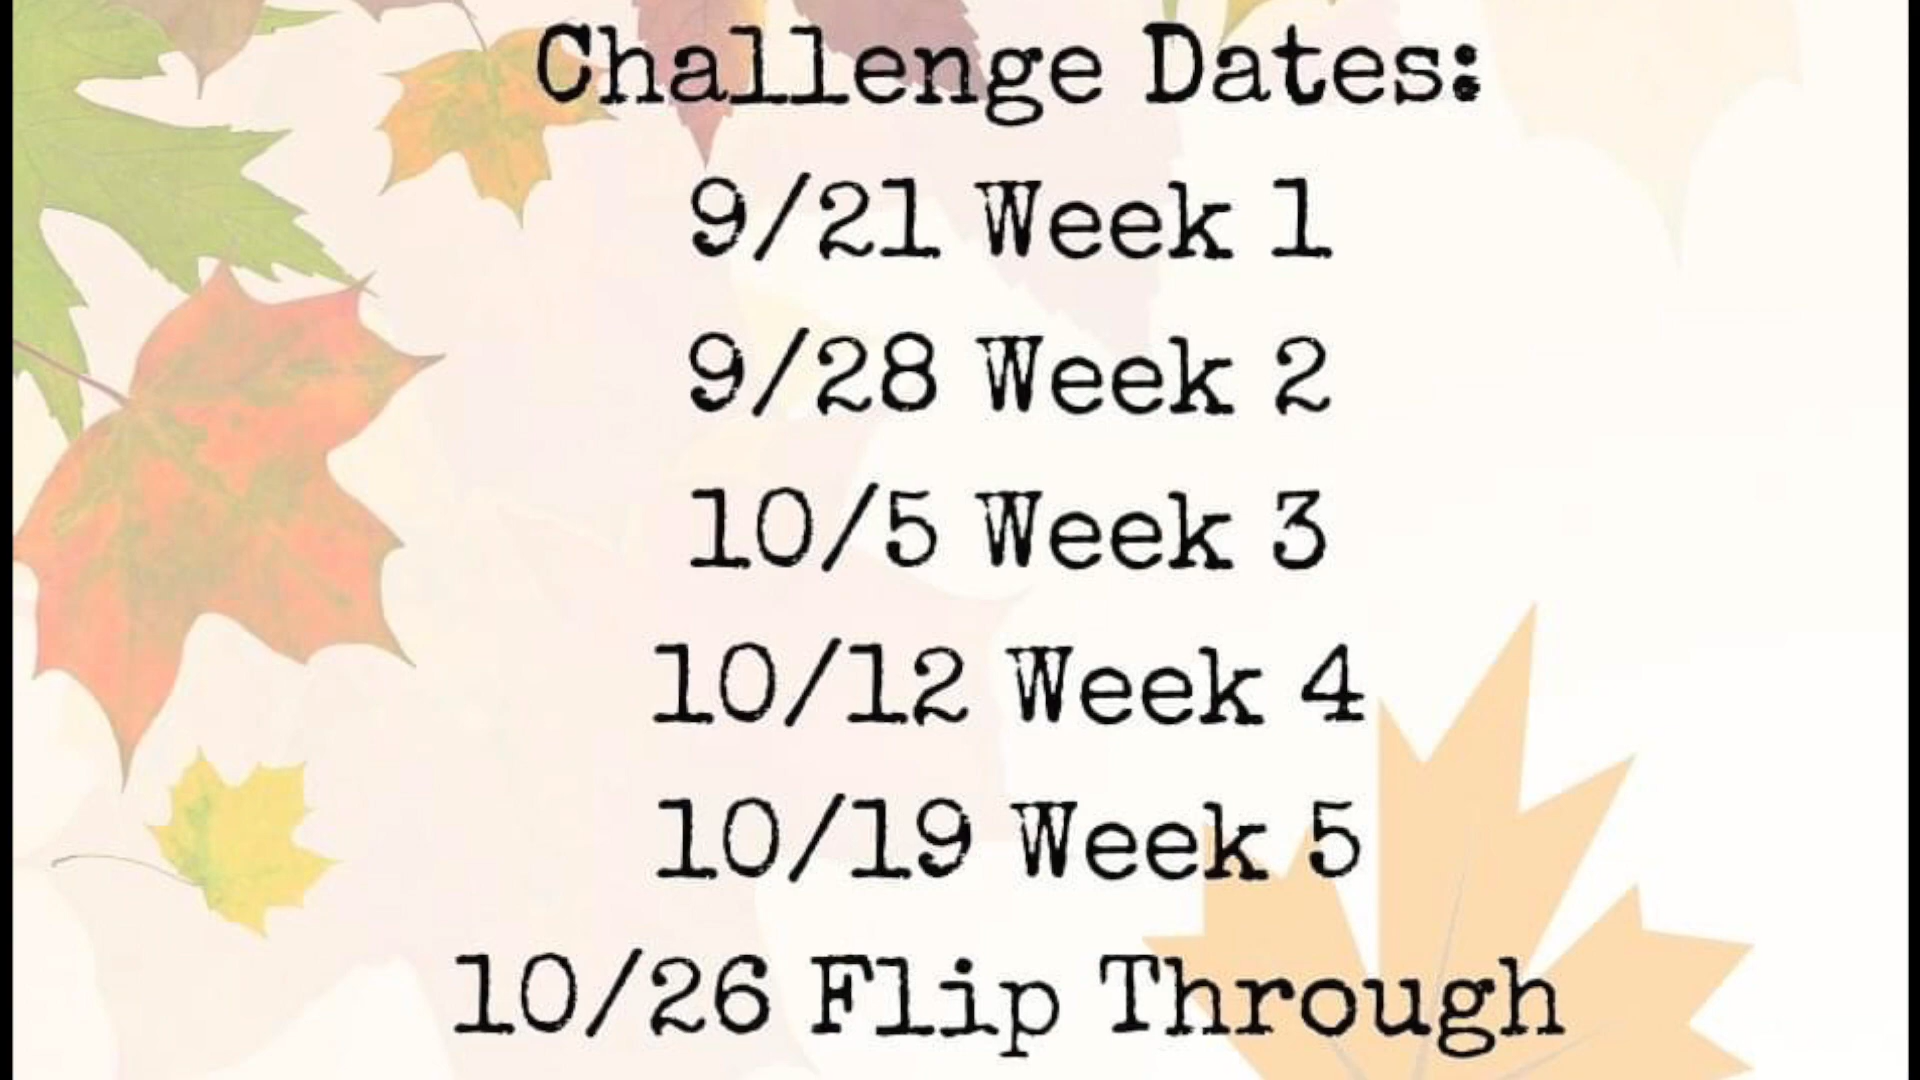 Challenge Dates:
9/21 Week 1
9/28 Week 2
10/5 Week 3
10/12 Week 4
10/19 Week 5
10/26 Flip Through